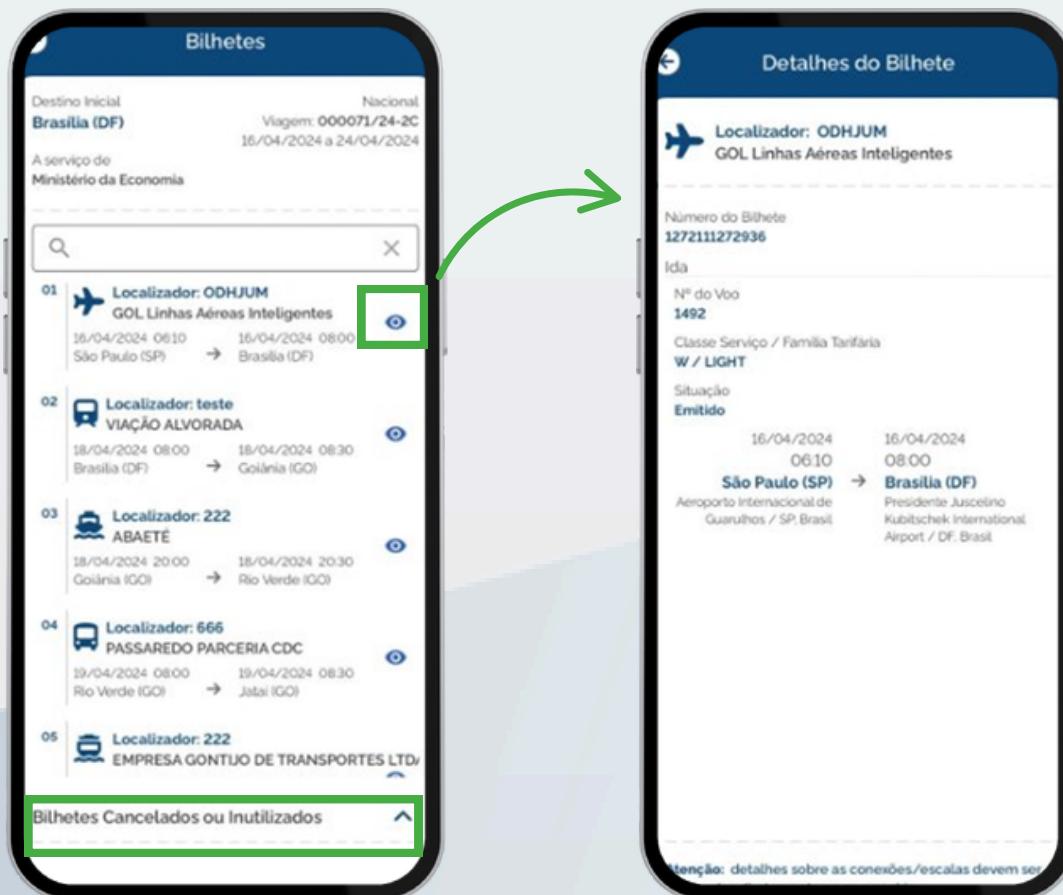 Bilhetes
Destino Inicial
Nacional
Brasília (DF)
Viagem: 000071/24-2C
16/04/2024 a 24/04/2024
A serviço de
Ministério da Economia
01
Localizador: ODHJUM
GOL Linhas Aéreas Inteligentes
16/04/2024 06:10
16/04/2024 08:00
São Paulo (SP)
→
Brasília (DF)
02
Localizador: teste
VIAÇÃO ALVORADA
18/04/2024 08:00
18/04/2024 08:30
Brasília (DF)
→
Goiânia (GO)
03
Localizador: 222
ABAETÉ
18/04/2024 20:00
18/04/2024 20:30
Goiânia (GO)
→
Rio Verde (GO)
04
Localizador: 666
PASSAREDO PARCERIA CDC
19/04/2024 08:00
19/04/2024 08:30
Rio Verde (GO)
→
Jataí (GO)
05
Localizador: 222
EMPRESA GONTIJO DE TRANSPORTES LTD
Bilhetes Cancelados ou Inutilizados
Detalhes do Bilhete
Localizador: ODHJUM
GOL Linhas Aéreas Inteligentes
Número do Bilhete
1272111272936
Ida
Nº do Voo
1492
Classe Serviço / Família Tarifária
W / LIGHT
Situação
Emitido
16/04/2024
16/04/2024
06:10
08:00
São Paulo (SP)
→
Brasília (DF)
Aeroporto Internacional de
Guarulhos / SP, Brasil
Presidente Juscelino
Kubitschek International
Airport / DF, Brasil
Atenção: detalhes sobre as conexões/escalas devem ser